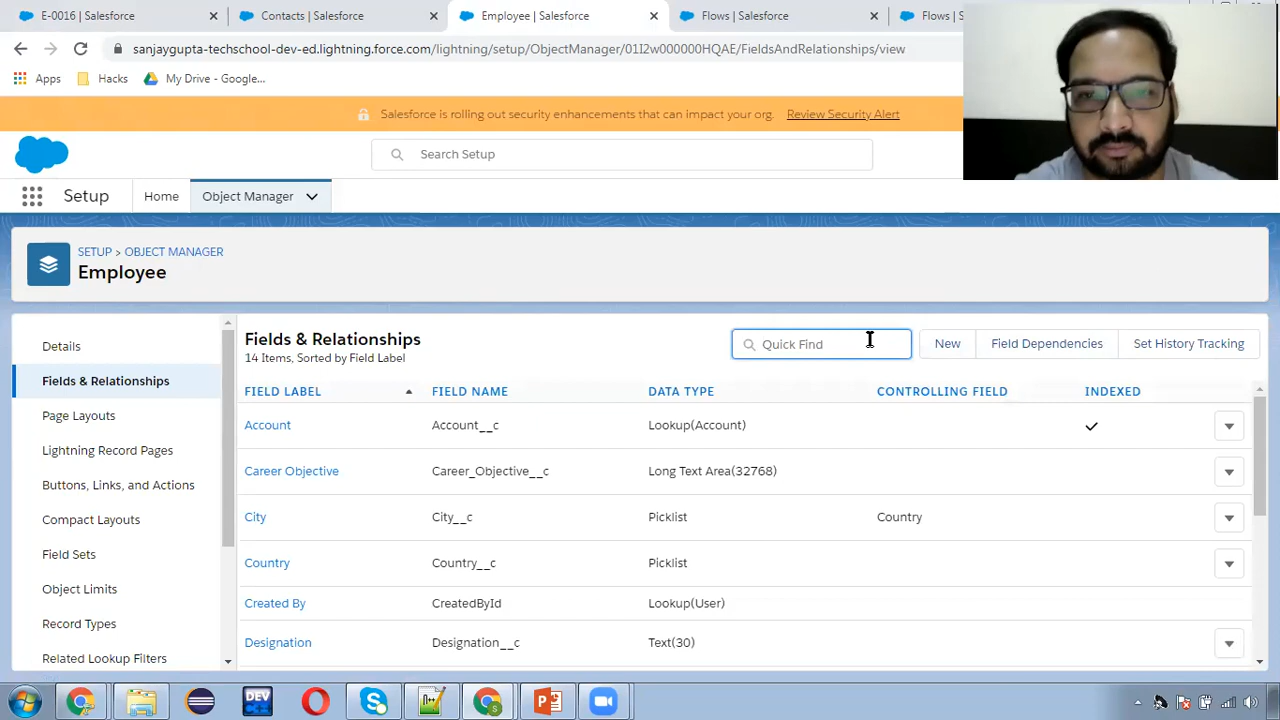 E-0016 | Salesforce
Contacts | Salesforce
Employee | Salesforce
Flows | Salesforce
Flows | S
sanjaygupta-techschool-dev-ed.lightning.force.com/lightning/setup/ObjectManager/01I2w000000HQAE/FieldsAndRelationships/view
Apps
Hacks
My Drive - Google...
Salesforce is rolling out security enhancements that can impact your org. Review Security Alert
Search Setup
Setup
Home
Object Manager
SETUP > OBJECT MANAGER
Employee
Details
Fields & Relationships
Page Layouts
Lightning Record Pages
Buttons, Links, and Actions
Compact Layouts
Field Sets
Object Limits
Record Types
Related Lookup Filters
Fields & Relationships
14 Items, Sorted by Field Label
Quick Find
New
Field Dependencies
Set History Tracking
FIELD LABEL FIELD NAME DATA TYPE CONTROLLING FIELD INDEXED
Account Account__c Lookup(Account)
Career Objective Career_Objective__c Long Text Area(32768)
City City__c Picklist Country
Country Country__c Picklist
Created By CreatedById Lookup(User)
Designation Designation__c Text(30)
DEV